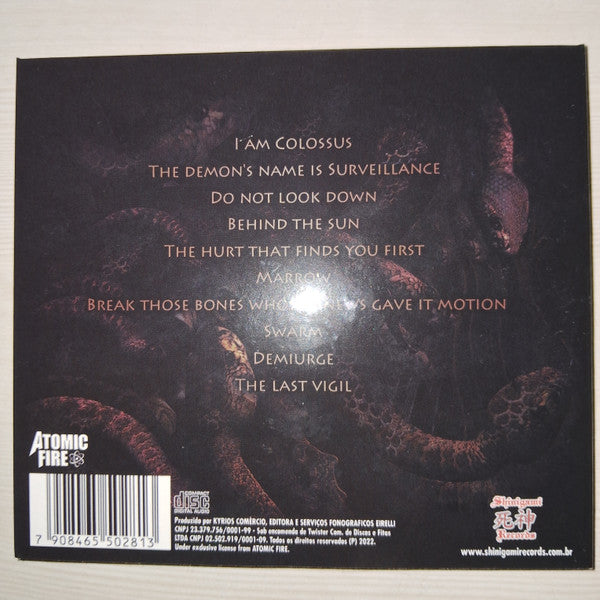 I´ÁM COLOSSUS
THE DEMON'S NAME IS SURVEILLANCE
DO NOT LOOK DOWN
BEHIND THE SUN
THE HURT THAT FINDS YOU FIRST
MARROW
BREAK THOSE BONES GAVE IT MOTION
SWARM
DEMIURGE
THE LAST VIGIL
ATOMIC
FIRE
7 908465 502813
COMPACT
disc
DIGITAL AUDIO
Produzido por KYRIOS COMÉRCIO, EDITORA E SERVIÇOS FONOGRAFICOS EIRELLI
CNPJ 23.379.756/0001-99 - Sob encomenda de Twister Com. de Discos e Fitas
LTDA CNPJ 02.502.919/0001-09. Todos os direitos reservados (P) 2022.
Under exclusive license from ATOMIC FIRE.
Shinigami
死神
Records
www.shinigamirecords.com.br